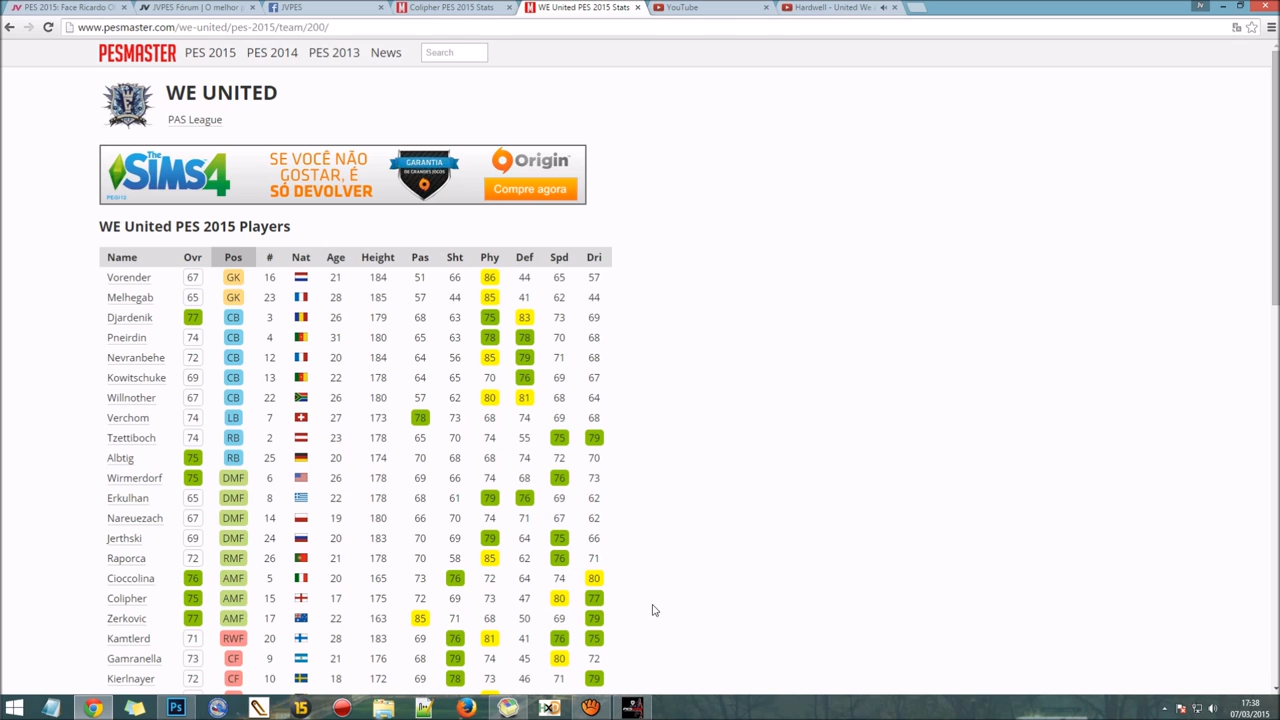 PES 2015: Face Ricardo O
JVPES Fórum | O melhor p
JVPES
Colipher PES 2015 Stats
WE United PES 2015 Stats
YouTube
Hardwell - United We
www.pesmaster.com/we-united/pes-2015/team/200/
PESMASTER PES 2015 PES 2014 PES 2013 News Search
WE UNITED
PAS League
The SIMS 4
PEGI 12
SE VOCÊ NÃO
GOSTAR, É
SÓ DEVOLVER
GARANTIA
DE GRANDES JOGOS
Origin
Compre agora
WE United PES 2015 Players
Name Ovr Pos # Nat Age Height Pas Sht Phy Def Spd Dri
Vorender 67 GK 16 21 184 51 66 86 44 65 57
Melhegab 65 GK 23 28 185 57 44 85 41 62 44
Djardenik 77 CB 3 26 179 68 63 75 83 73 69
Pneirdin 74 CB 4 31 180 65 63 78 78 70 68
Nevranbehe 72 CB 12 20 184 64 56 85 79 71 68
Kowitschuke 69 CB 13 22 178 64 65 70 76 69 67
Willnother 67 CB 22 26 180 57 62 80 81 68 64
Verchom 74 LB 7 27 173 78 73 68 74 69 68
Tzettiboch 74 RB 2 23 178 65 70 74 55 75 79
Albtig 75 RB 25 20 174 70 68 68 74 72 70
Wirmerdorf 75 DMF 6 26 178 69 66 74 68 76 73
Erkulhan 65 DMF 8 22 178 68 61 79 76 69 62
Nareuezach 67 DMF 14 19 180 66 70 74 71 67 62
Jerthski 69 DMF 24 20 183 70 69 79 64 75 66
Raporca 72 RMF 26 21 178 70 58 85 62 76 71
Cioccolina 76 AMF 5 20 165 73 76 72 64 74 80
Colipher 75 AMF 15 17 175 72 69 73 47 80 77
Zerkovic 77 AMF 17 22 163 85 71 68 50 69 79
Kamtlerd 71 RWF 20 28 183 69 76 81 41 76 75
Gamranella 73 CF 9 21 176 68 79 74 45 80 72
Kierlnayer 72 CF 10 18 172 69 78 73 46 71 79
17:38
07/03/2015